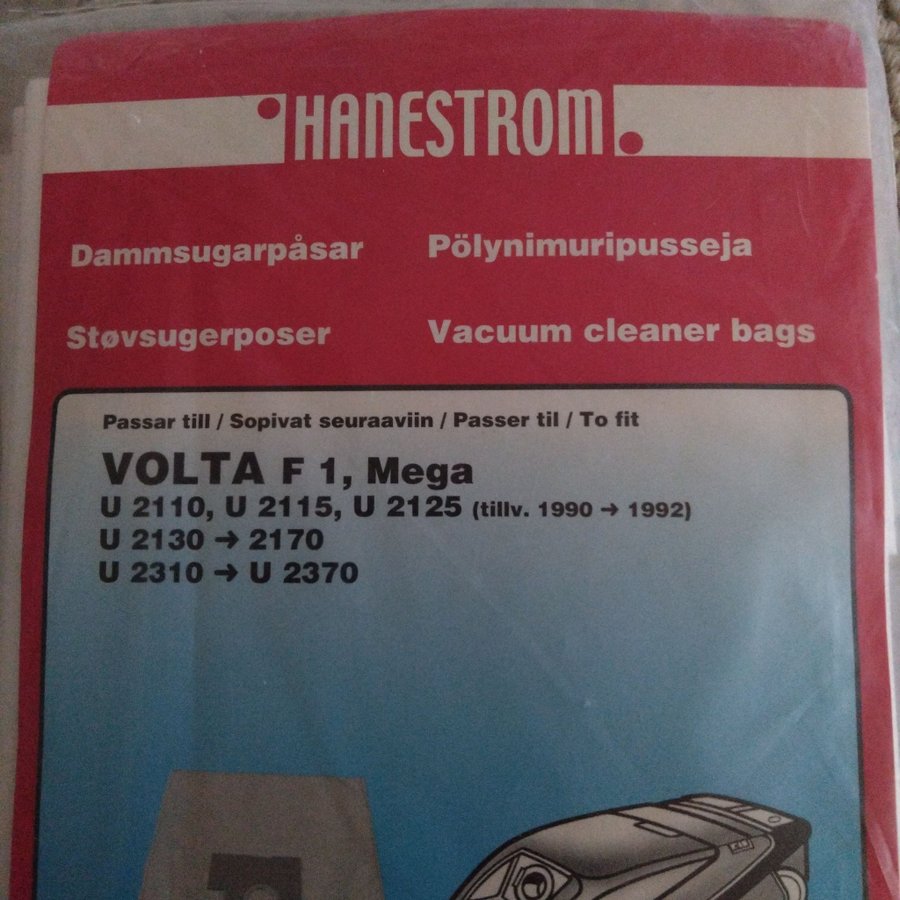 HANESTROM
Dammsugarpåsar
Pölynimuripusseja
Støvsugerposer
Vacuum cleaner bags
Passar till / Sopivat seuraaviin / Passer til / To fit
VOLTA F 1, Mega
U 2110, U 2115, U 2125 (tillv. 1990 → 1992)
U 2130 → 2170
U 2310 → U 2370